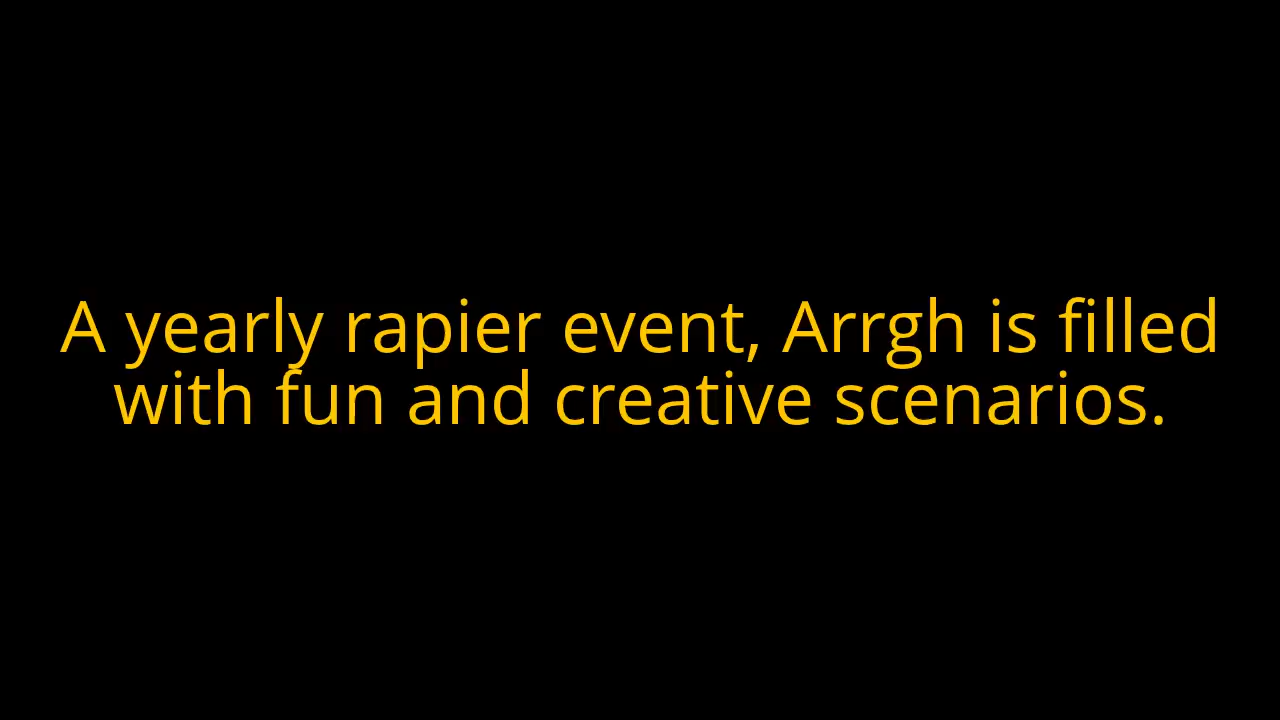 A yearly rapier event, Arrgh is filled
with fun and creative scenarios.